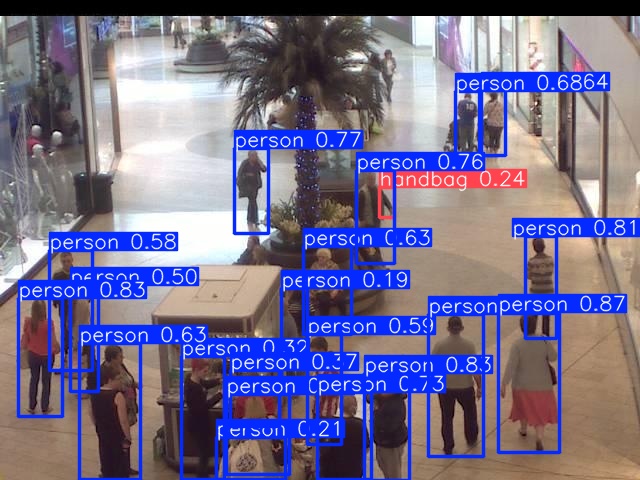 person 0.6864
person 0.77
person 0.76
handbag 0.24
person 0.81
person 0.63
person 0.58
person 0.50
person 0.19
person 0.83
person
person 0.87
person 0.59
person 0.63
person 0.32
person 0.37
person 0.83
person
person 0.73
person 0.21